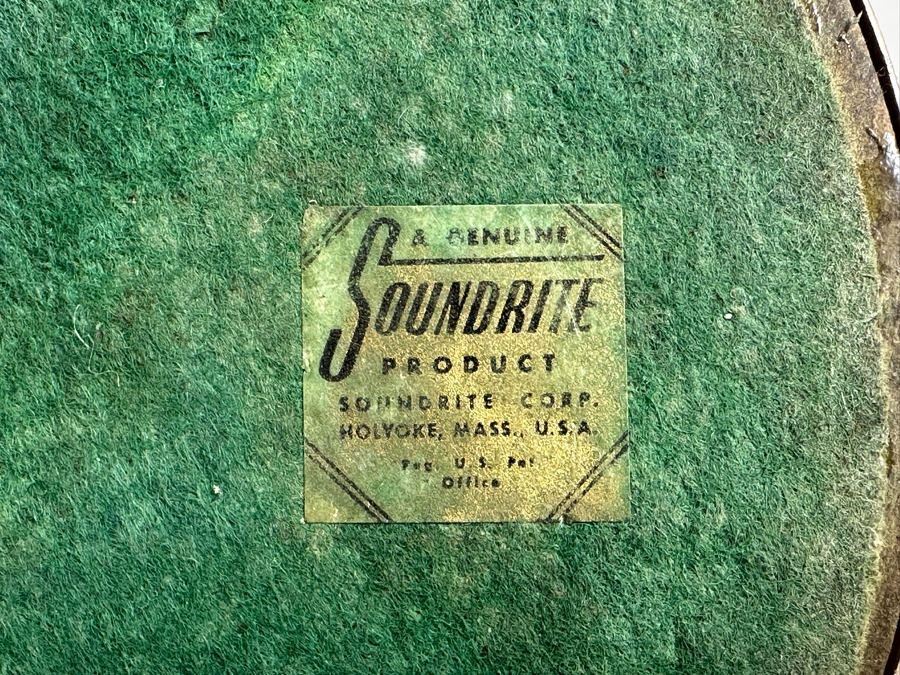 A GENUINE
SOUNDRITE
PRODUCT
SOUNDRITE CORP.
HOLYOKE, MASS., U.S.A.
Reg. U.S. Pat
Office